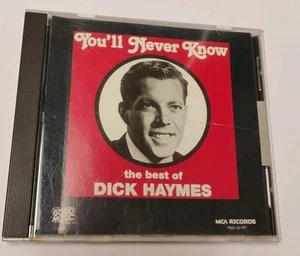 You'll Never Know
the best of
DICK HAYMES
MCA RECORDS